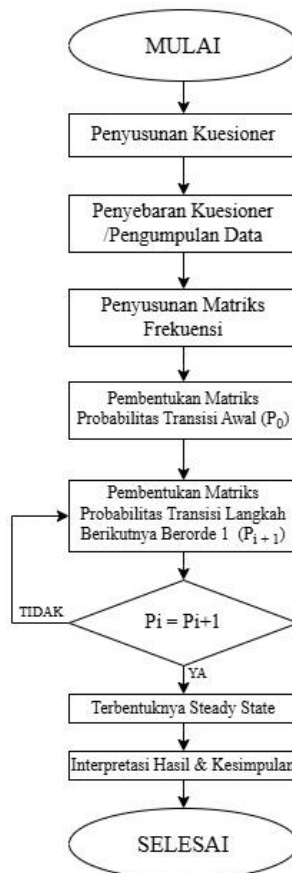 MULAI
Penyusunan Kuesioner
Penyebaran Kuesioner
/Pengumpulan Data
Penyusunan Matriks
Frekuensi
Pembentukan Matriks
Probabilitas Transisi Awal (P₀)
Pembentukan Matriks
Probabilitas Transisi Langkah
Berikutnya Berorde 1 (Pᵢ ₊ ₁)
TIDAK
Pi = Pi+1
YA
Terbentuknya Steady State
Interpretasi Hasil & Kesimpulan
SELESAI